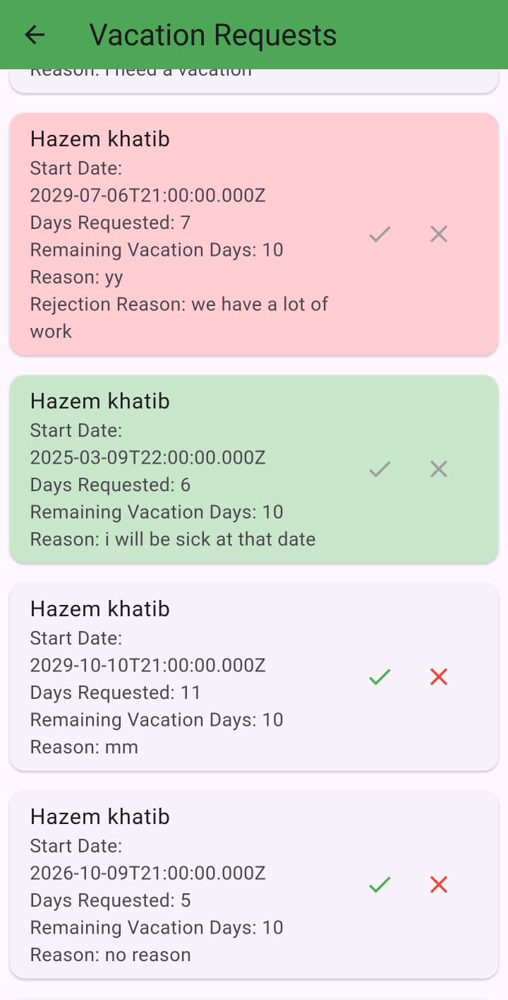 Vacation Requests
Reason: i need a vacation
Hazem khatib
Start Date:
2029-07-06T21:00:00.000Z
Days Requested: 7
Remaining Vacation Days: 10
Reason: yy
Rejection Reason: we have a lot of
work
Hazem khatib
Start Date:
2025-03-09T22:00:00.000Z
Days Requested: 6
Remaining Vacation Days: 10
Reason: i will be sick at that date
Hazem khatib
Start Date:
2029-10-10T21:00:00.000Z
Days Requested: 11
Remaining Vacation Days: 10
Reason: mm
Hazem khatib
Start Date:
2026-10-09T21:00:00.000Z
Days Requested: 5
Remaining Vacation Days: 10
Reason: no reason